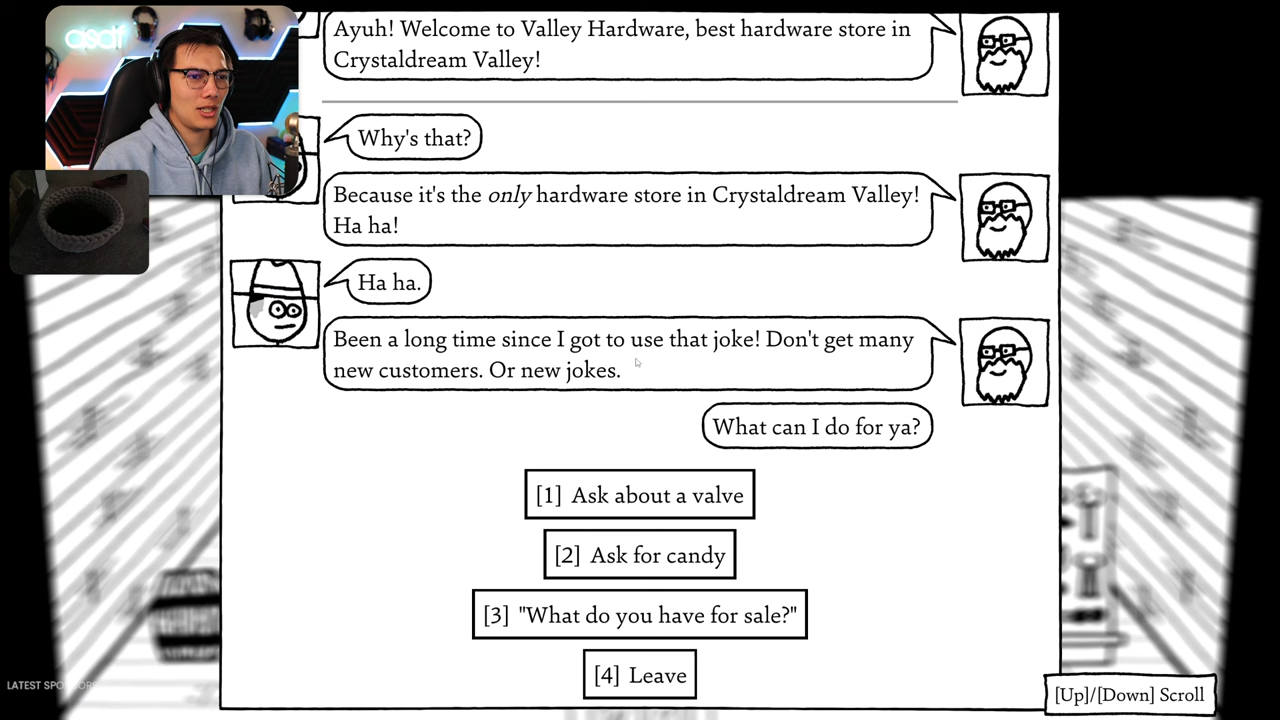 Ayuh! Welcome to Valley Hardware, best hardware store in
Crystaldream Valley!
Why's that?
Because it's the only hardware store in Crystaldream Valley!
Ha ha!
Ha ha.
Been a long time since I got to use that joke! Don't get many
new customers. Or new jokes.
What can I do for ya?
[1] Ask about a valve
[2] Ask for candy
[3] "What do you have for sale?"
[4] Leave
LATEST SPONSORS
[Up]/[Down] Scroll